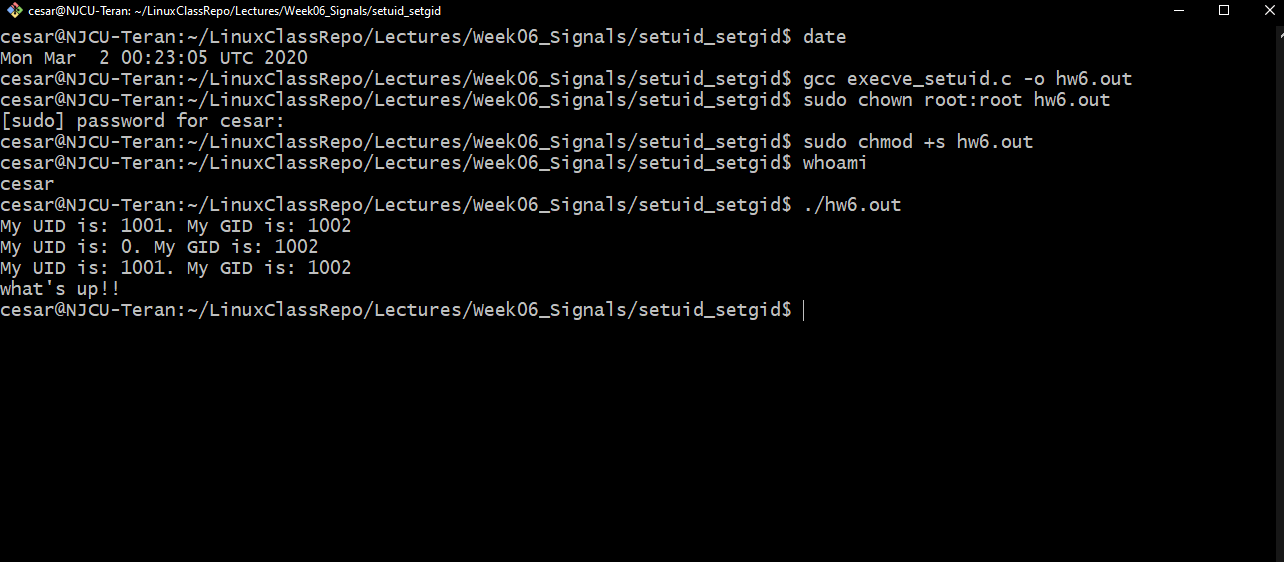 cesar@NJCU-Teran: ~/LinuxClassRepo/Lectures/Week06_Signals/setuid_setgid
cesar@NJCU-Teran:~/LinuxClassRepo/Lectures/Week06_Signals/setuid_setgid$ date
Mon Mar  2 00:23:05 UTC 2020
cesar@NJCU-Teran:~/LinuxClassRepo/Lectures/Week06_Signals/setuid_setgid$ gcc execve_setuid.c -o hw6.out
cesar@NJCU-Teran:~/LinuxClassRepo/Lectures/Week06_Signals/setuid_setgid$ sudo chown root:root hw6.out
[sudo] password for cesar:
cesar@NJCU-Teran:~/LinuxClassRepo/Lectures/Week06_Signals/setuid_setgid$ sudo chmod +s hw6.out
cesar@NJCU-Teran:~/LinuxClassRepo/Lectures/Week06_Signals/setuid_setgid$ whoami
cesar
cesar@NJCU-Teran:~/LinuxClassRepo/Lectures/Week06_Signals/setuid_setgid$ ./hw6.out
My UID is: 1001. My GID is: 1002
My UID is: 0. My GID is: 1002
My UID is: 1001. My GID is: 1002
what's up!!
cesar@NJCU-Teran:~/LinuxClassRepo/Lectures/Week06_Signals/setuid_setgid$